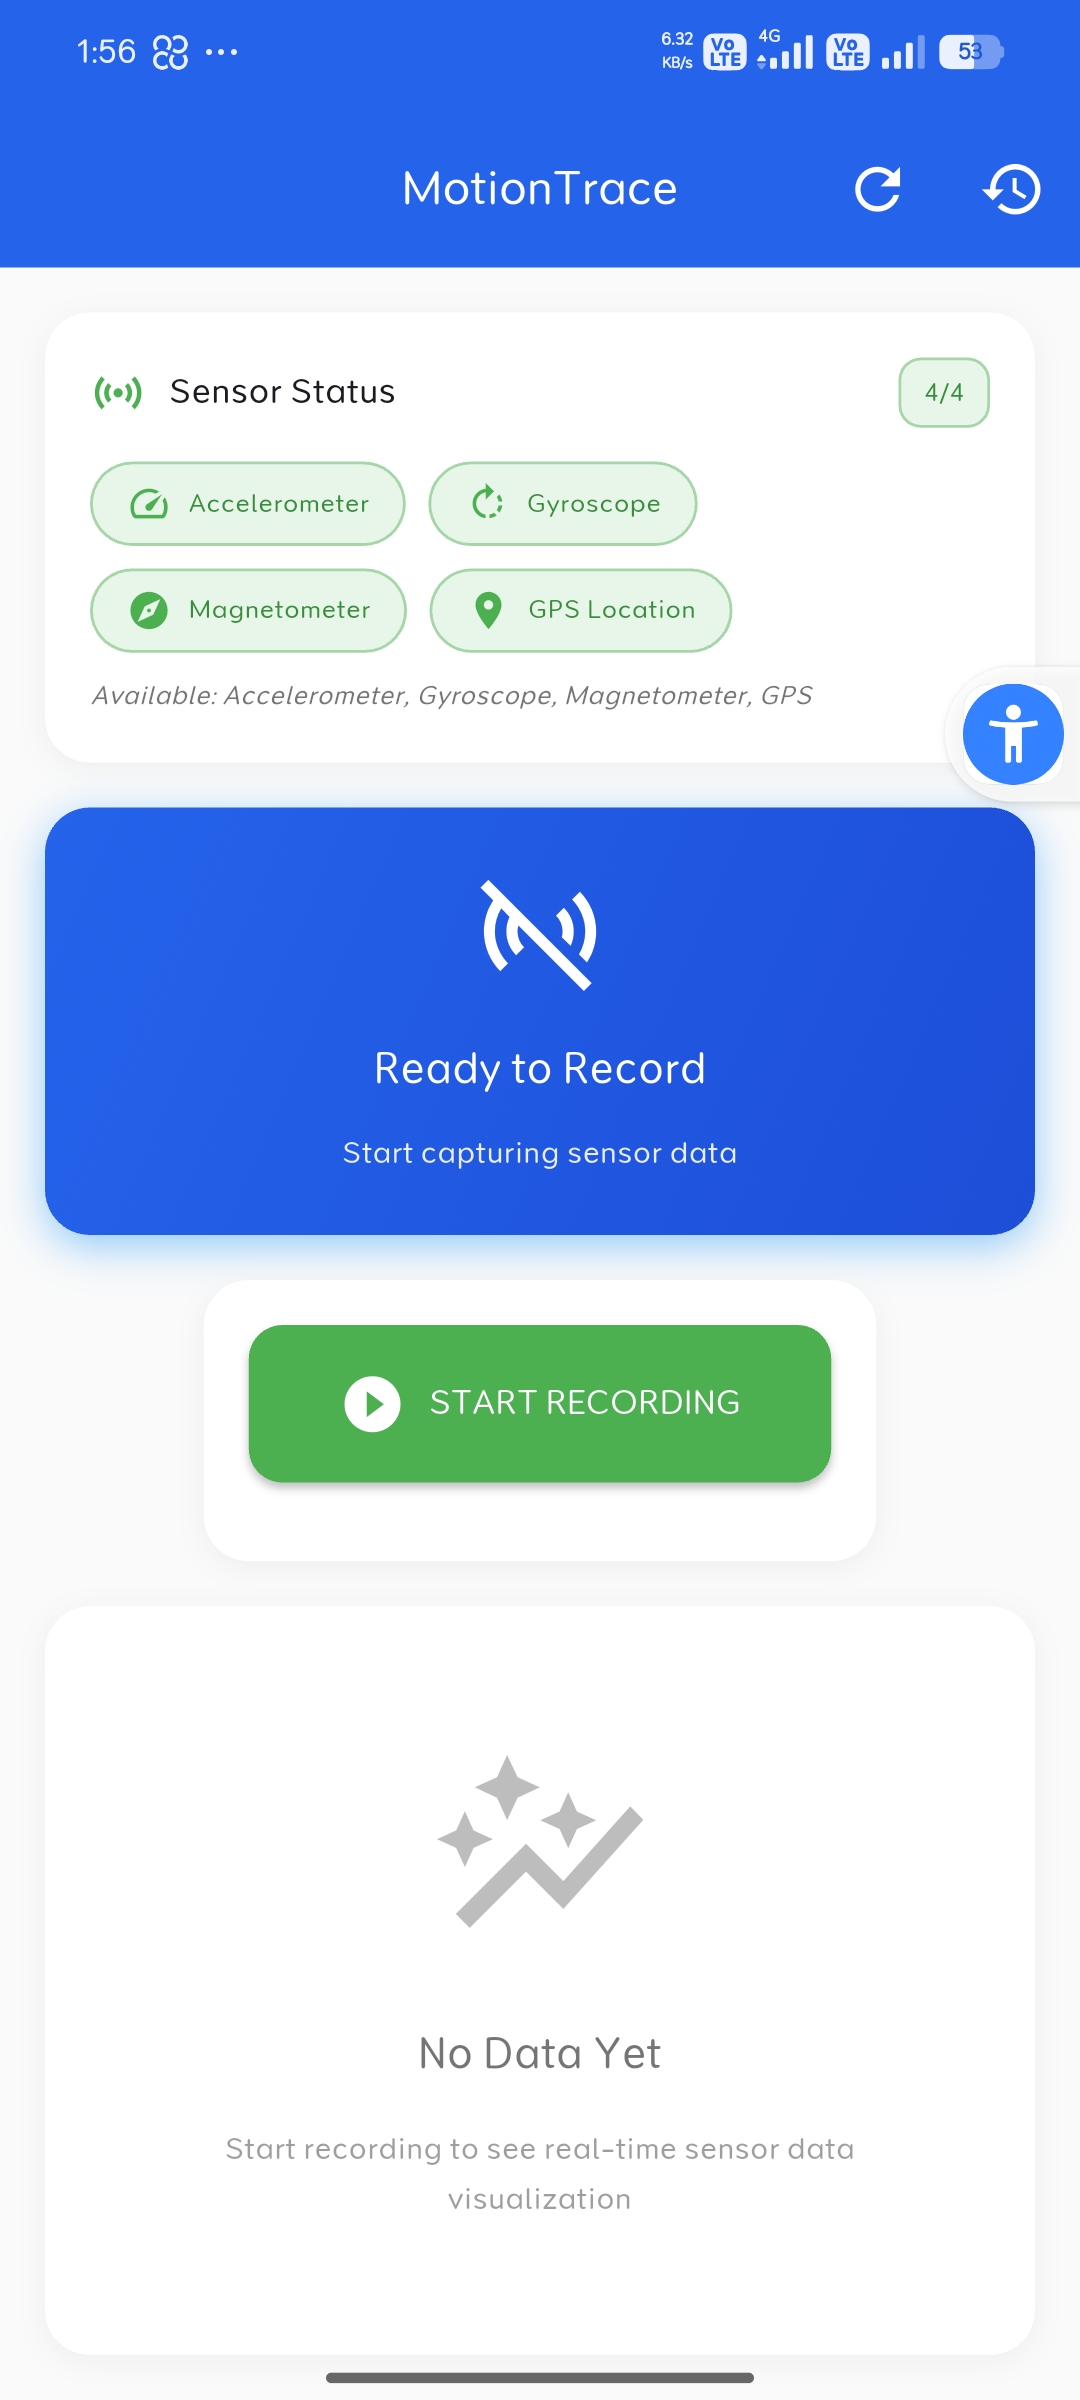 1:56
6.32
KB/s
Vo
LTE
4G
Vo
LTE
53
MotionTrace
Sensor Status
4/4
Accelerometer
Gyroscope
Magnetometer
GPS Location
Available: Accelerometer, Gyroscope, Magnetometer, GPS
Ready to Record
Start capturing sensor data
START RECORDING
No Data Yet
Start recording to see real-time sensor data
visualization